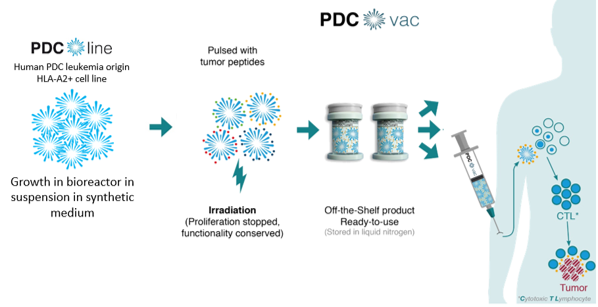 PDC line
PDC vac
Human PDC leukemia origin
HLA-A2+ cell line
Pulsed with
tumor peptides
Growth in bioreactor in
suspension in synthetic
medium
Irradiation
(Proliferation stopped,
functionality conserved)
Off-the-Shelf product
Ready-to-use
(Stored in liquid nitrogen)
PDC vac
CTL*
Tumor
*Cytotoxic T Lymphocyte